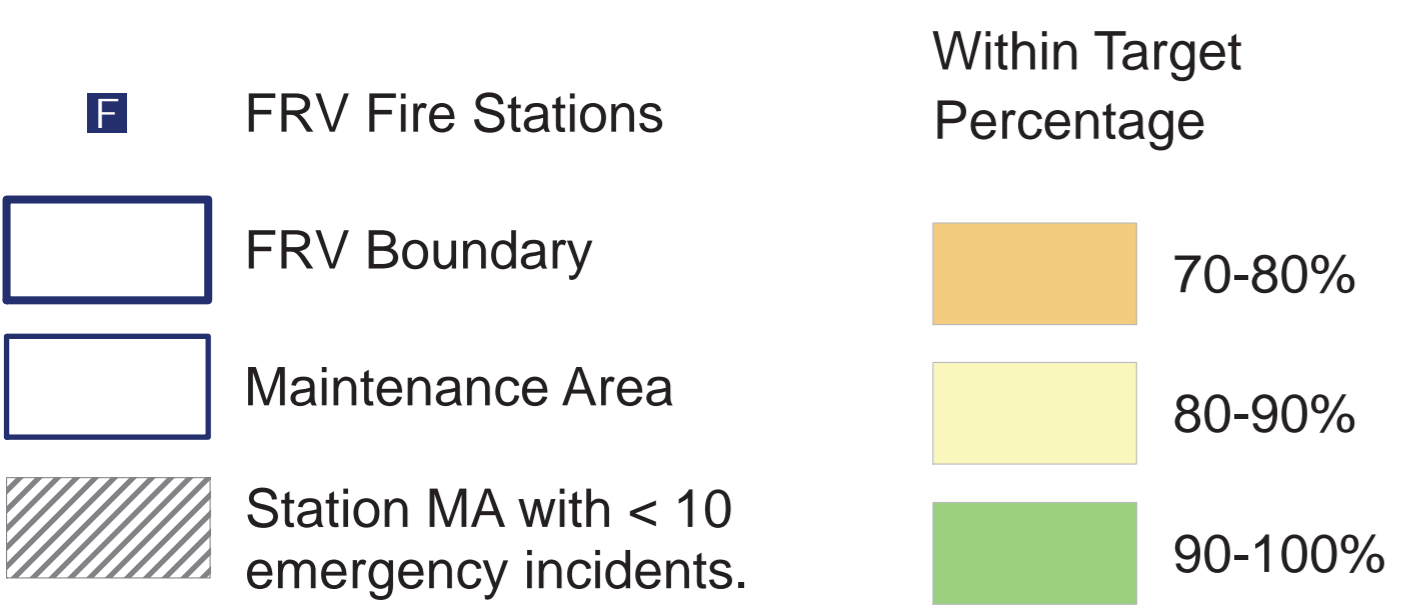 F
FRV Fire Stations
FRV Boundary
Maintenance Area
Station MA with < 10
emergency incidents.
Within Target
Percentage
70-80%
80-90%
90-100%